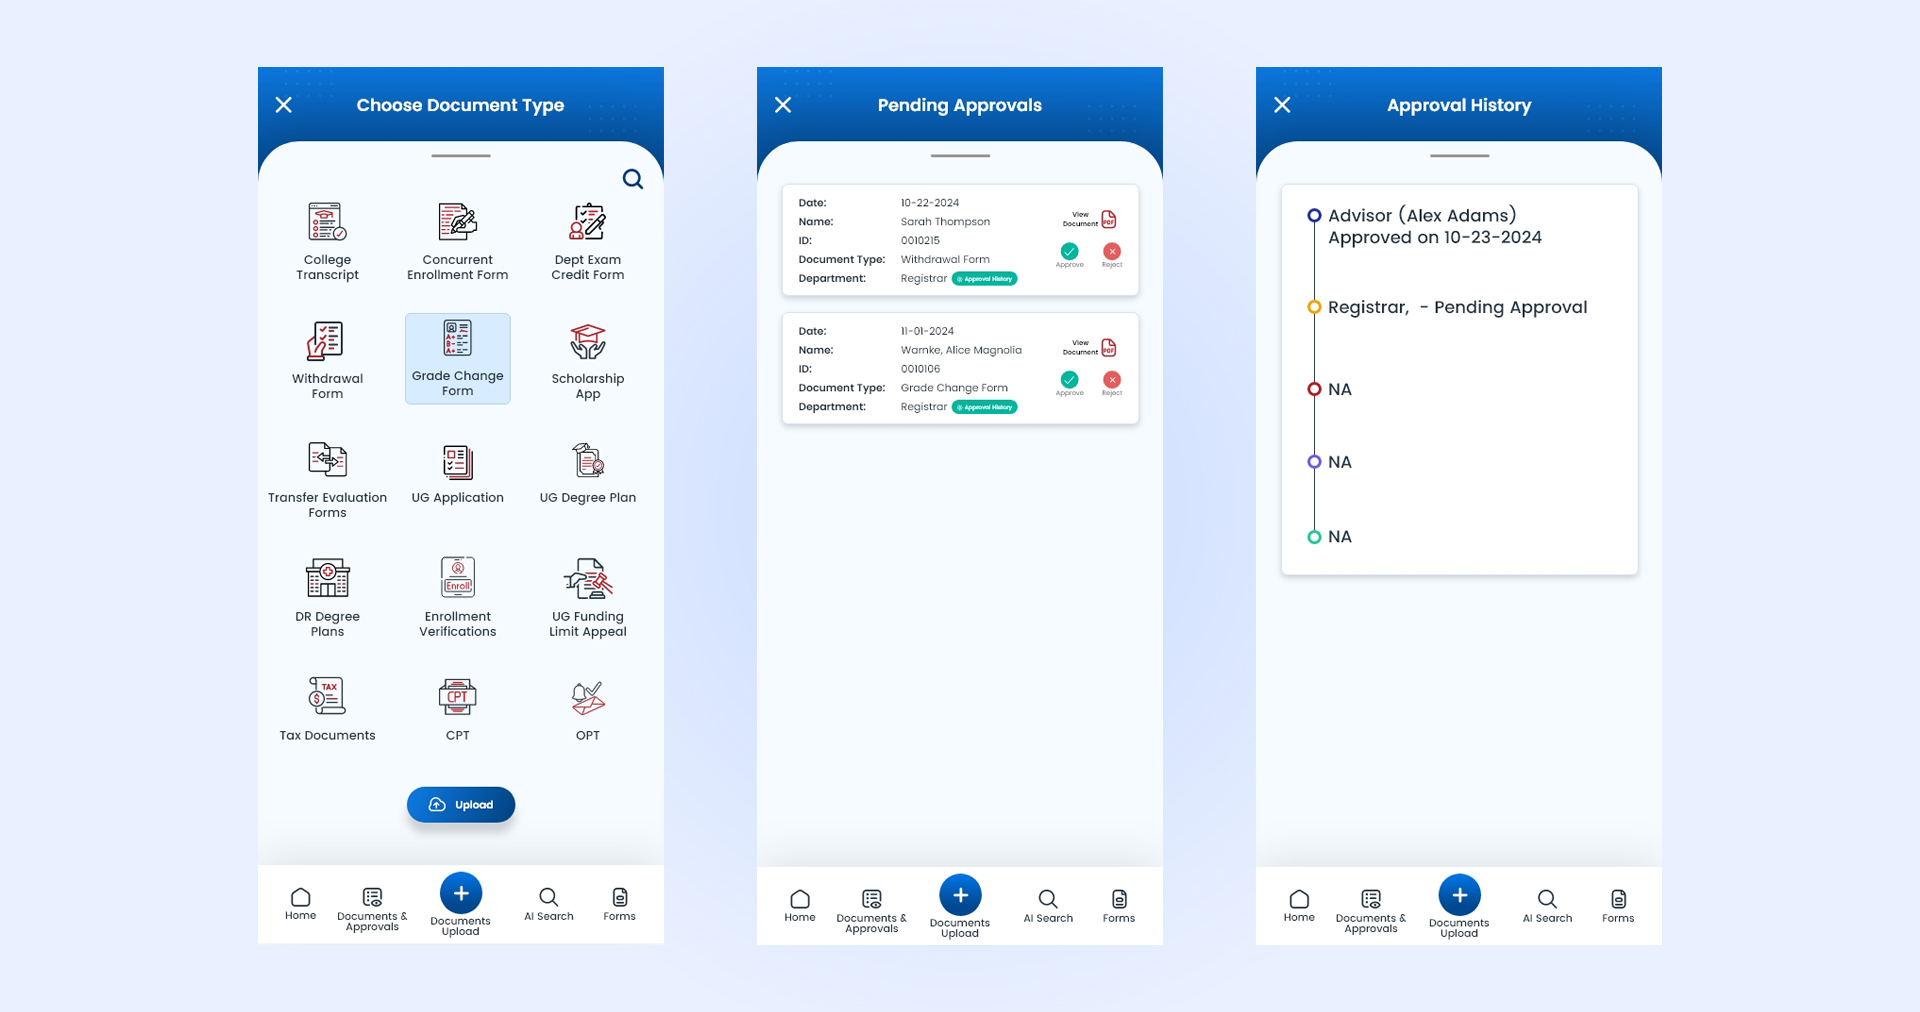 Choose Document Type
College
Transcript
Concurrent
Enrollment Form
Dept Exam
Credit Form
Withdrawal
Form
A+
B-
A+
Grade Change
Form
Scholarship
App
Transfer Evaluation
Forms
UG Application
UG Degree Plan
DR Degree
Plans
Enroll
Enrollment
Verifications
UG Funding
Limit Appeal
TAX
$
Tax Documents
CPT
CPT
OPT
Upload
Home
Documents &
Approvals
Documents
Upload
AI Search
Forms
Pending Approvals
Date: 10-22-2024
Name: Sarah Thompson
ID: 0010215
Document Type: Withdrawal Form
Department: Registrar Approval History
View
Document PDF
Approve Reject
Date: 11-01-2024
Name: Warnke, Alice Magnolia
ID: 0010106
Document Type: Grade Change Form
Department: Registrar Approval History
View
Document PDF
Approve Reject
Home
Documents &
Approvals
Documents
Upload
AI Search
Forms
Approval History
Advisor (Alex Adams)
Approved on 10-23-2024
Registrar,  - Pending Approval
NA
NA
NA
Home
Documents &
Approvals
Documents
Upload
AI Search
Forms